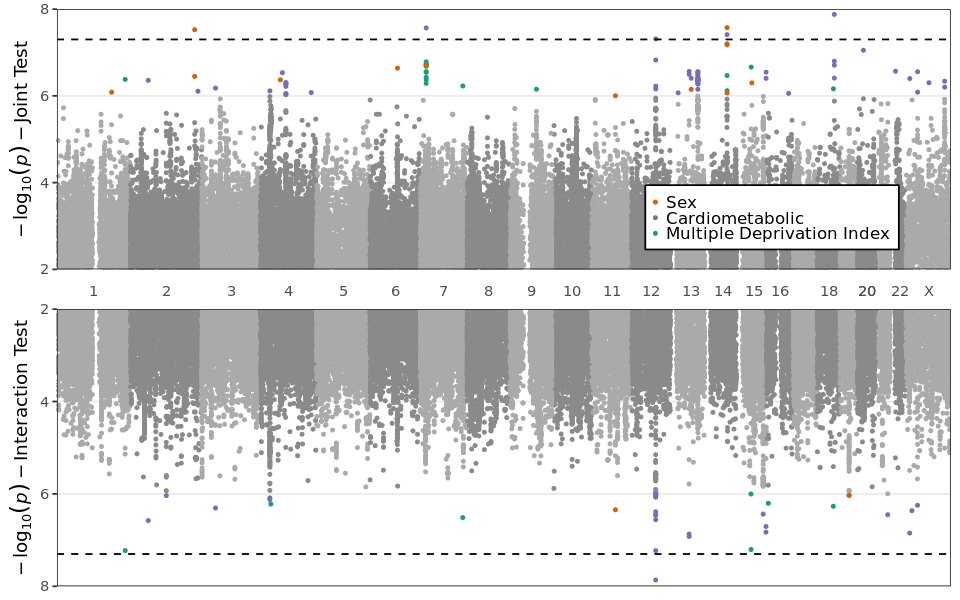 8
6
4
2
− log₁₀(p) − Joint Test
Sex
Cardiometabolic
Multiple Deprivation Index
1 2 3 4 5 6 7 8 9 10 11 12 13 14 15 16 18 20 22 X
2
4
6
8
− log₁₀(p) − Interaction Test